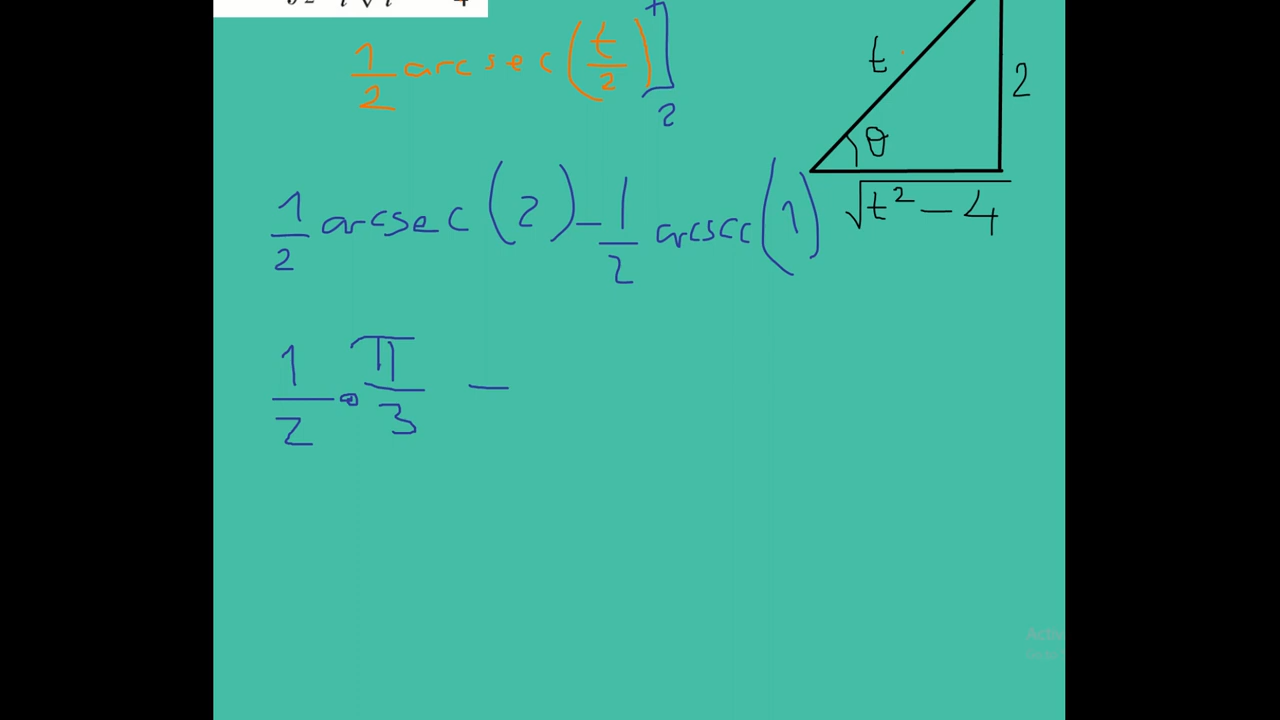 1/2 arcsec(t/2)]₂
t
2
θ
√t² − 4
1/2 arcsec(2) − 1/2 arcsec(1)
1/2 · π/3 −